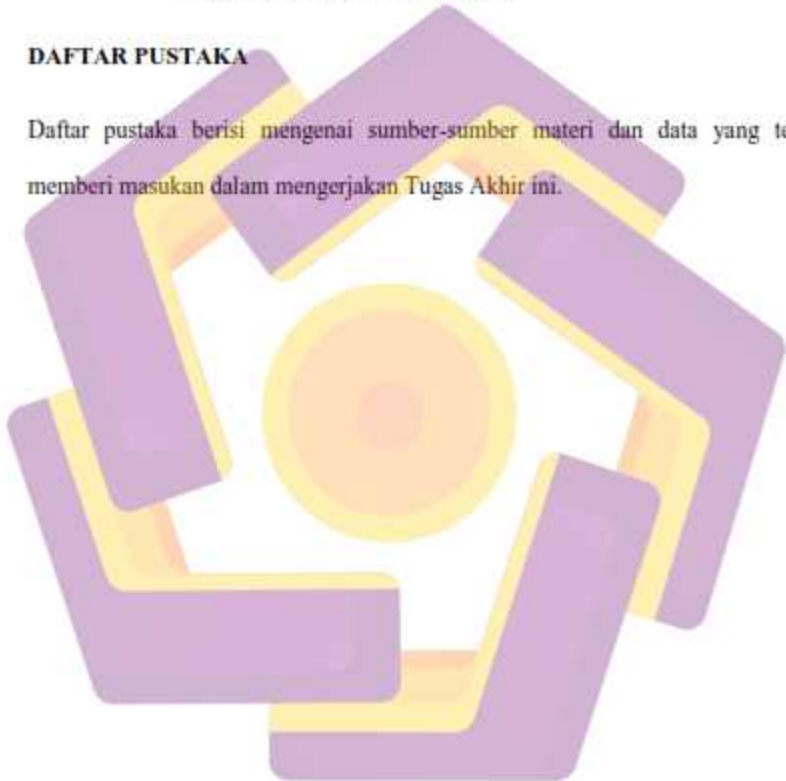 DAFTAR PUSTAKA
Daftar pustaka berisi mengenai sumber-sumber materi dan data yang
memberi masukan dalam mengerjakan Tugas Akhir ini.